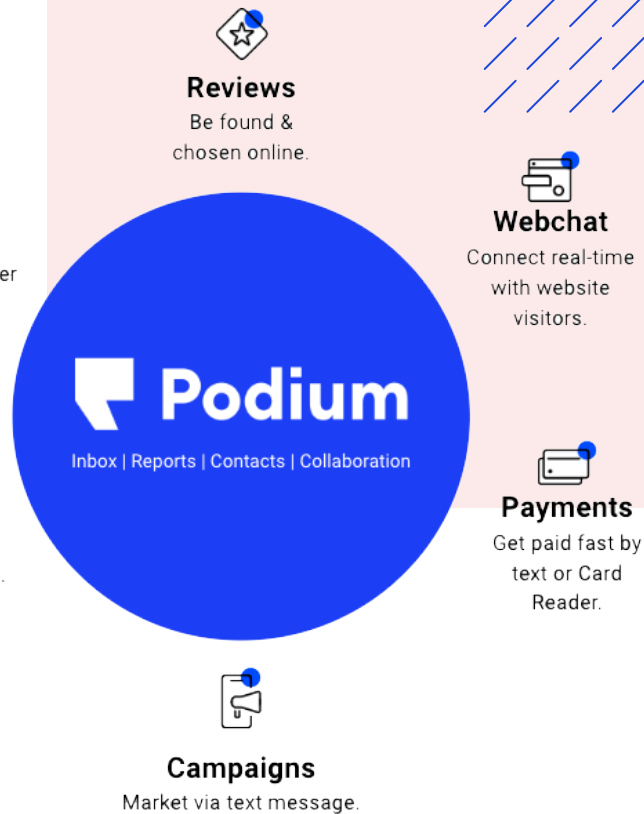 Reviews
Be found &
chosen online.
Webchat
Connect real-time
with website
visitors.
er
Podium
Inbox | Reports | Contacts | Collaboration
Payments
Get paid fast by
text or Card
Reader.
.
Campaigns
Market via text message.